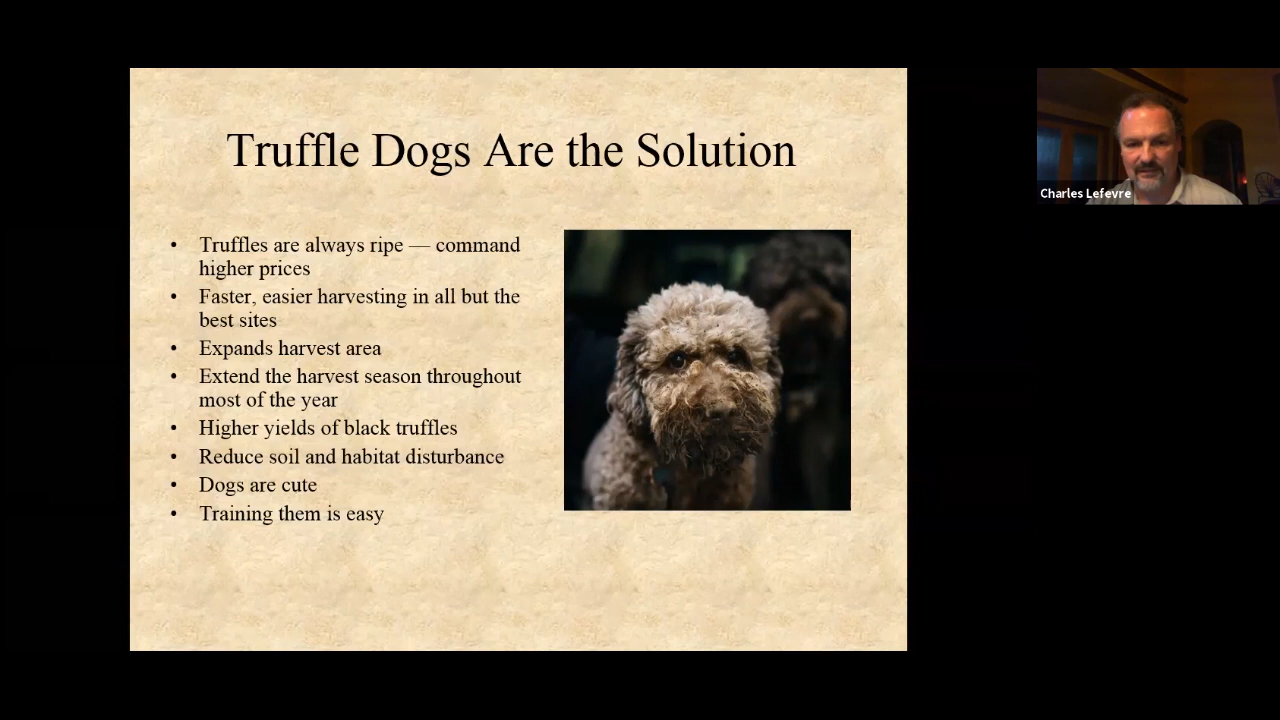 Truffle Dogs Are the Solution
• Truffles are always ripe — command
higher prices
• Faster, easier harvesting in all but the
best sites
• Expands harvest area
• Extend the harvest season throughout
most of the year
• Higher yields of black truffles
• Reduce soil and habitat disturbance
• Dogs are cute
• Training them is easy
Charles Lefevre